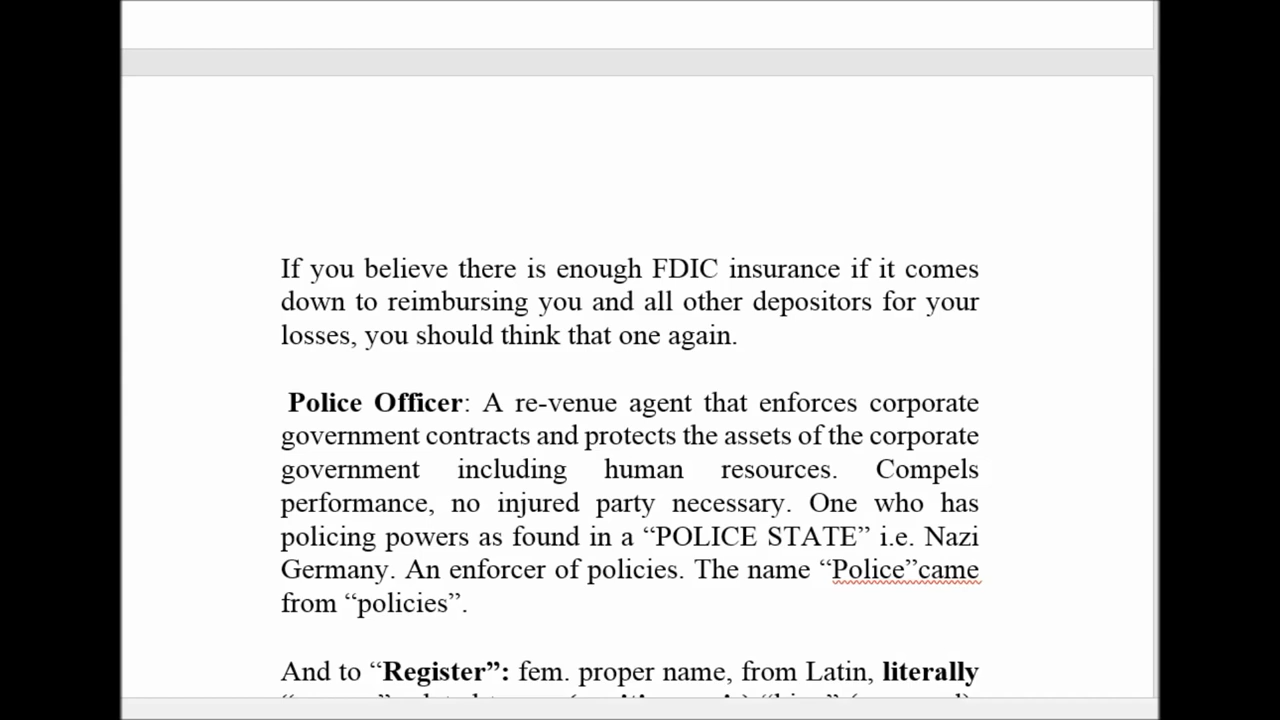 If you believe there is enough FDIC insurance if it comes
down to reimbursing you and all other depositors for your
losses, you should think that one again.
Police Officer: A re-venue agent that enforces corporate
government contracts and protects the assets of the corporate
government including human resources. Compels
performance, no injured party necessary. One who has
policing powers as found in a “POLICE STATE” i.e. Nazi
Germany. An enforcer of policies. The name “Police”came
from “policies”.
And to “Register”: fem. proper name, from Latin, literally